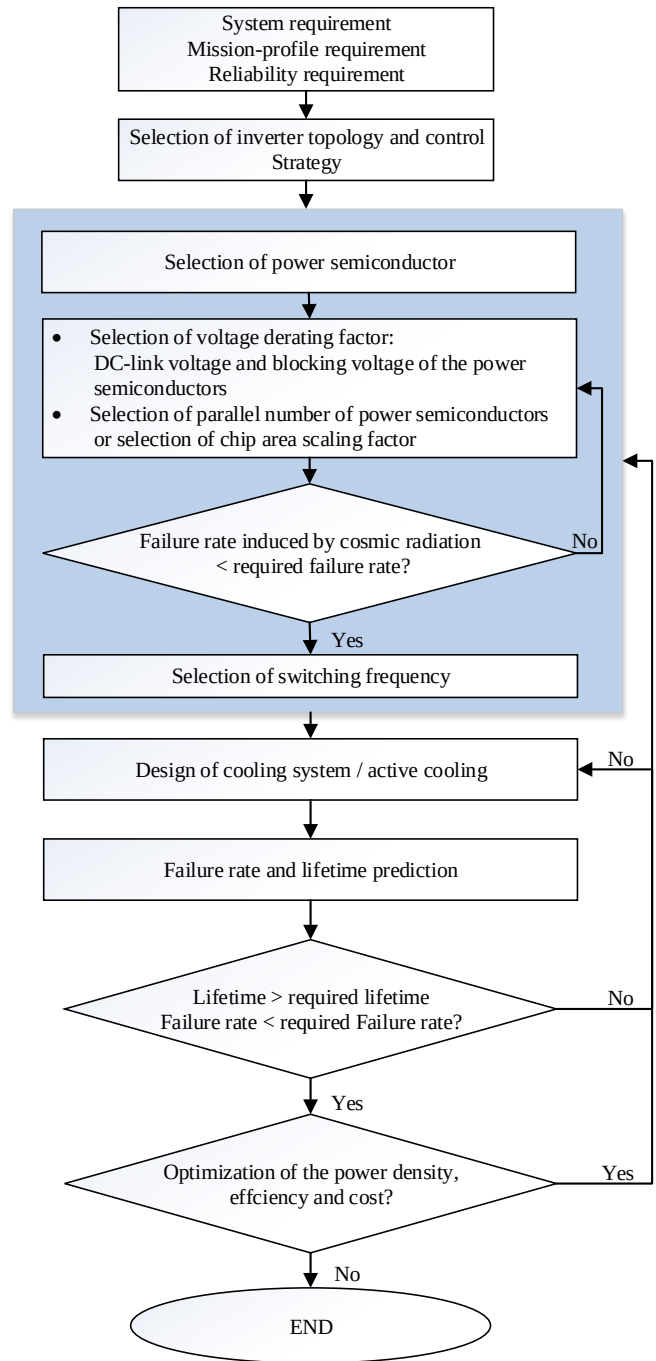 System requirement
Mission-profile requirement
Reliability requirement
Selection of inverter topology and control
Strategy
Selection of power semiconductor
• Selection of voltage derating factor:
DC-link voltage and blocking voltage of the power
semiconductors
• Selection of parallel number of power semiconductors
or selection of chip area scaling factor
Failure rate induced by cosmic radiation
< required failure rate?
No
Yes
Selection of switching frequency
Design of cooling system / active cooling
No
Failure rate and lifetime prediction
Lifetime > required lifetime
Failure rate < required Failure rate?
No
Yes
Optimization of the power density,
effciency and cost?
Yes
No
END